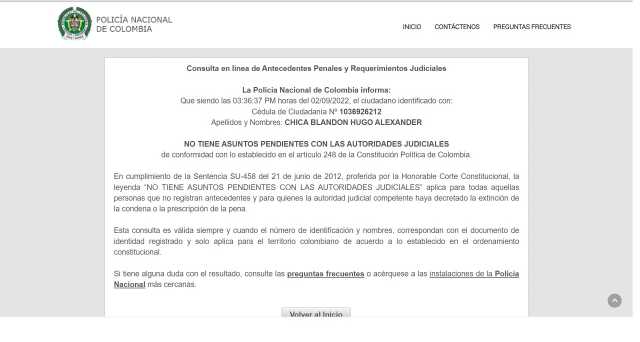 POLICÍA NACIONAL
DE COLOMBIA
INICIO CONTÁCTENOS PREGUNTAS FRECUENTES
Consulta en línea de Antecedentes Penales y Requerimientos Judiciales
La Policía Nacional de Colombia informa:
Que siendo las 03:36:37 PM horas del 02/09/2022, el ciudadano identificado con:
Cédula de Ciudadanía Nº 1036926212
Apellidos y Nombres: CHICA BLANDON HUGO ALEXANDER
NO TIENE ASUNTOS PENDIENTES CON LAS AUTORIDADES JUDICIALES
de conformidad con lo establecido en el artículo 248 de la Constitución Política de Colombia.
En cumplimiento de la Sentencia SU-458 del 21 de junio de 2012, proferida por la Honorable Corte Constitucional, la
leyenda “NO TIENE ASUNTOS PENDIENTES CON LAS AUTORIDADES JUDICIALES” aplica para todas aquellas
personas que no registran antecedentes y para quienes la autoridad judicial competente haya decretado la extinción de
la condena o la prescripción de la pena.
Esta consulta es válida siempre y cuando el número de identificación y nombres, correspondan con el documento de
identidad registrado y solo aplica para el territorio colombiano de acuerdo a lo establecido en el ordenamiento
constitucional.
Si tiene alguna duda con el resultado, consulte las preguntas frecuentes o acérquese a las instalaciones de la Policía
Nacional más cercanas.
Volver al Inicio